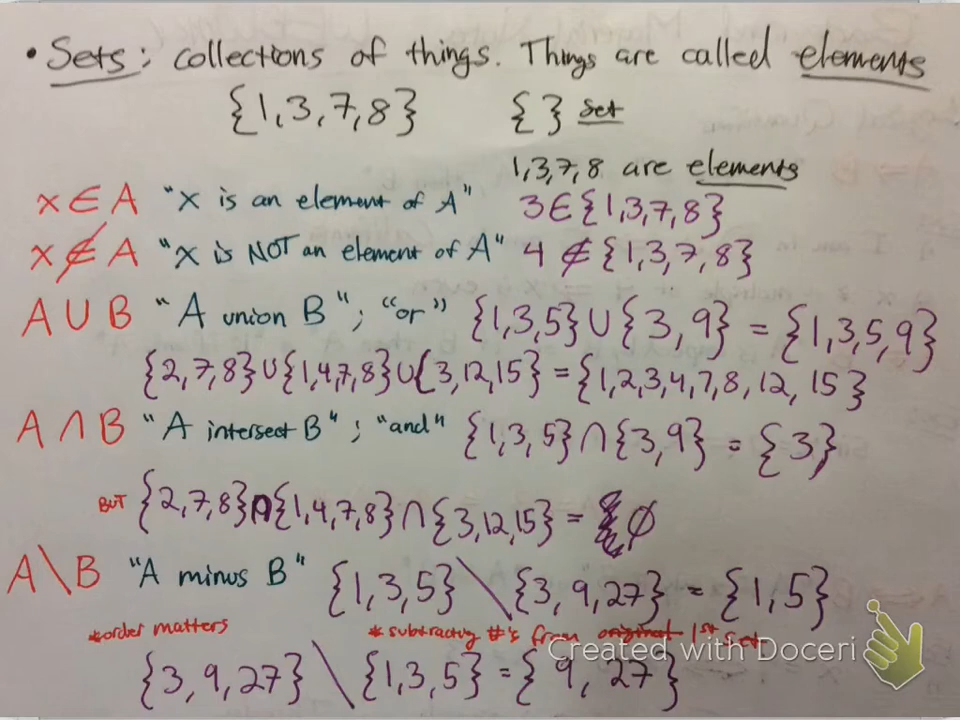 • Sets: collections of things. Things are called elements
{1,3,7,8} { } set
1,3,7,8 are elements
x ∈ A "x is an element of A" 3 ∈ {1,3,7,8}
x ∉ A "x is NOT an element of A" 4 ∉ {1,3,7,8}
A ∪ B "A union B"; "or" {1,3,5} ∪ {3,9} = {1,3,5,9}
{2,7,8} ∪ {1,4,7,8} ∪ {3,12,15} = {1,2,3,4,7,8,12,15}
A ∩ B "A intersect B"; "and" {1,3,5} ∩ {3,9} = {3}
BUT {2,7,8} ∩ {1,4,7,8} ∩ {3,12,15} = ∅
A \ B "A minus B" {1,3,5} \ {3,9,27} = {1,5}
*order matters *subtracting #'s from original 1st set
Created with Doceri
{3,9,27} \ {1,3,5} = {9,27}